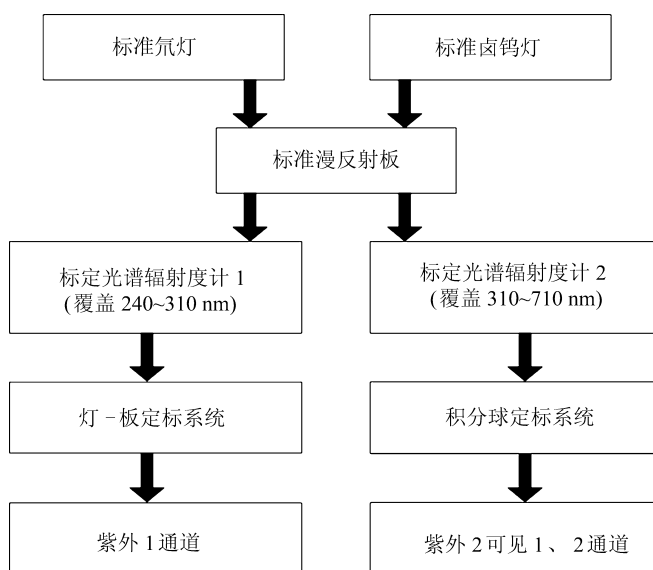 标准氘灯
标准卤钨灯
标准漫反射板
标定光谱辐射度计 1
(覆盖 240~310 nm)
标定光谱辐射度计 2
(覆盖 310~710 nm)
灯-板定标系统
积分球定标系统
紫外 1 通道
紫外 2 可见 1、2 通道